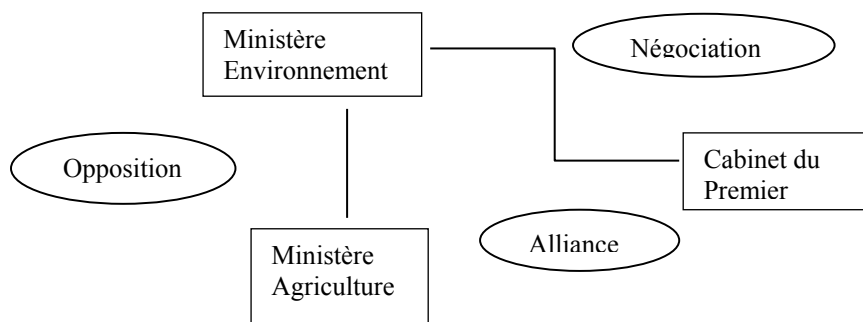 Ministère
Environnement
Négociation
Opposition
Cabinet du
Premier
Alliance
Ministère
Agriculture